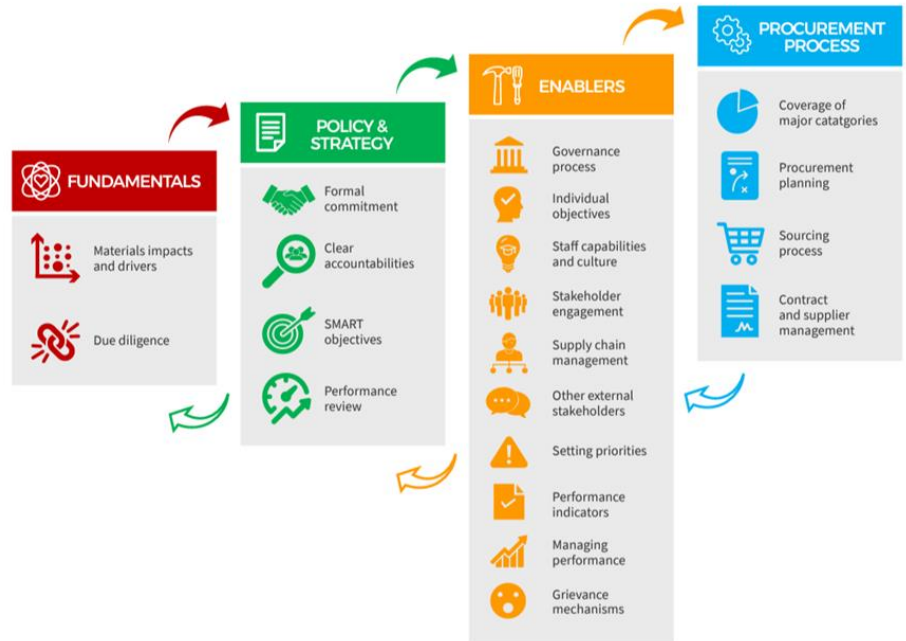 FUNDAMENTALS
Materials impacts
and drivers
Due diligence
POLICY &
STRATEGY
Formal
commitment
Clear
accountabilities
SMART
objectives
Performance
review
ENABLERS
Governance
process
Individual
objectives
Staff capabilities
and culture
Stakeholder
engagement
Supply chain
management
Other external
stakeholders
Setting priorities
Performance
indicators
Managing
performance
Grievance
mechanisms
PROCUREMENT
PROCESS
Coverage of
major catatgories
Procurement
planning
Sourcing
process
Contract
and supplier
management